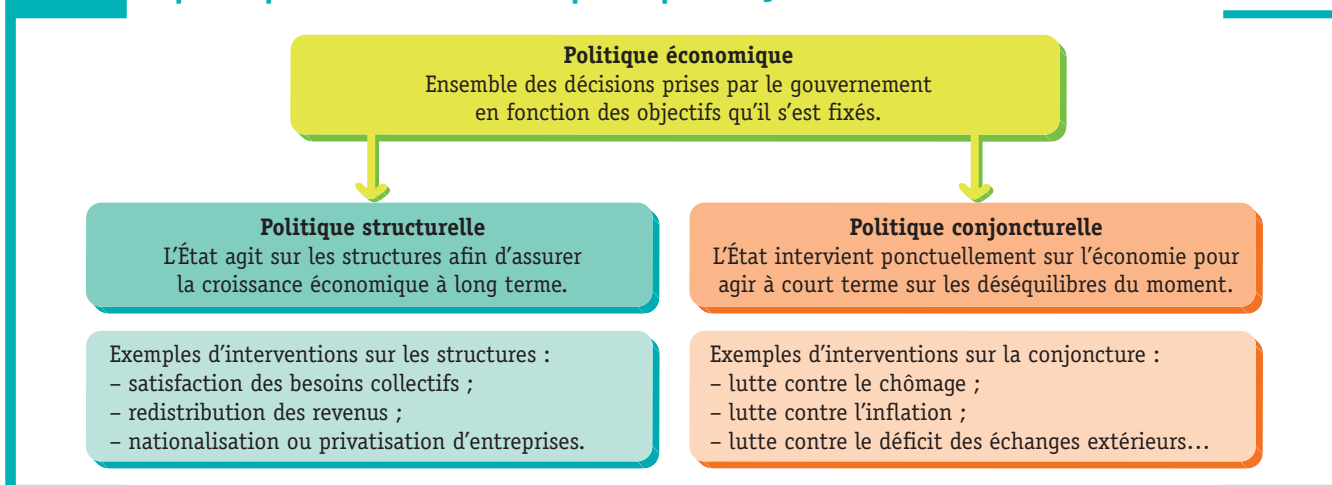 Politique économique
Ensemble des décisions prises par le gouvernement
en fonction des objectifs qu'il s'est fixés.
Politique structurelle
L'État agit sur les structures afin d'assurer
la croissance économique à long terme.
Politique conjoncturelle
L'État intervient ponctuellement sur l'économie pour
agir à court terme sur les déséquilibres du moment.
Exemples d'interventions sur les structures :
– satisfaction des besoins collectifs ;
– redistribution des revenus ;
– nationalisation ou privatisation d'entreprises.
Exemples d'interventions sur la conjoncture :
– lutte contre le chômage ;
– lutte contre l'inflation ;
– lutte contre le déficit des échanges extérieurs…